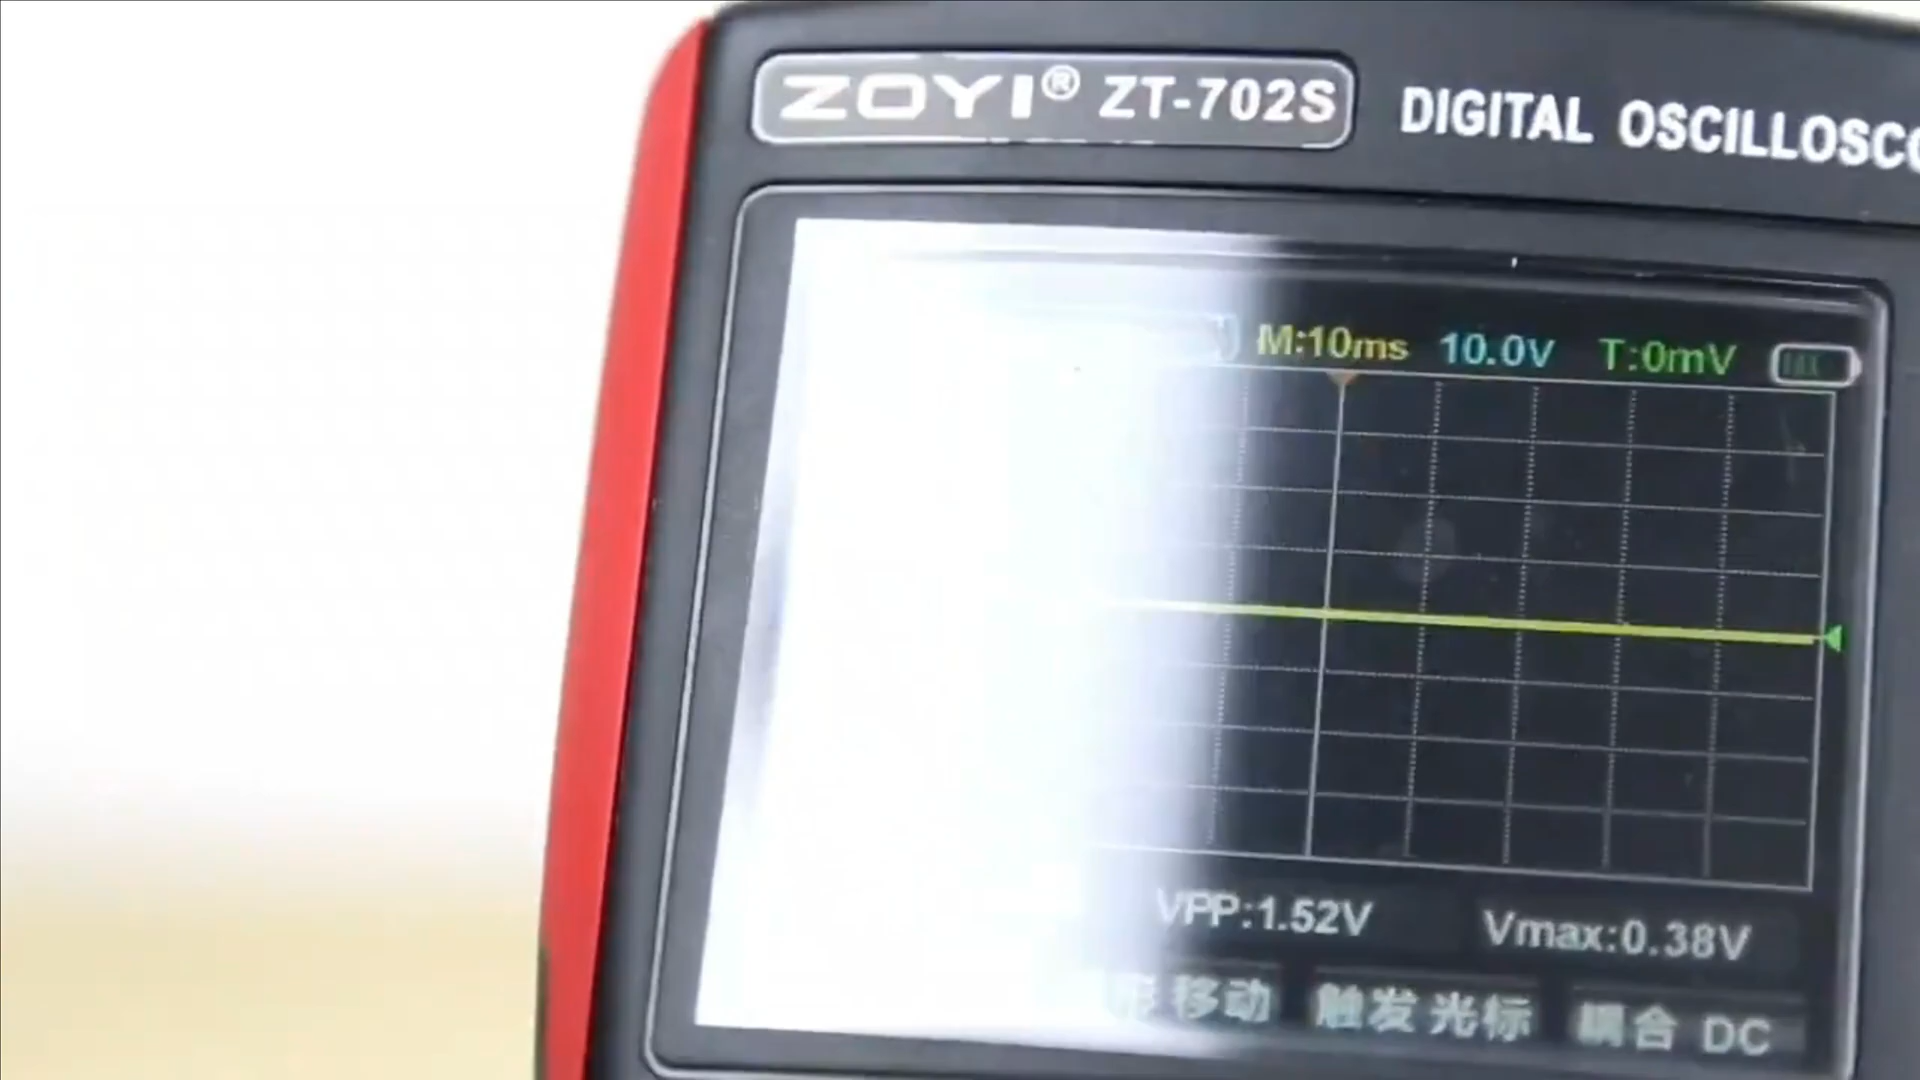 ZOYI® ZT-702S
DIGITAL OSCILLOSC
M:10ms 10.0V T:0mV
VPP:1.52V Vmax:0.38V
移动 触发光标 耦合 DC